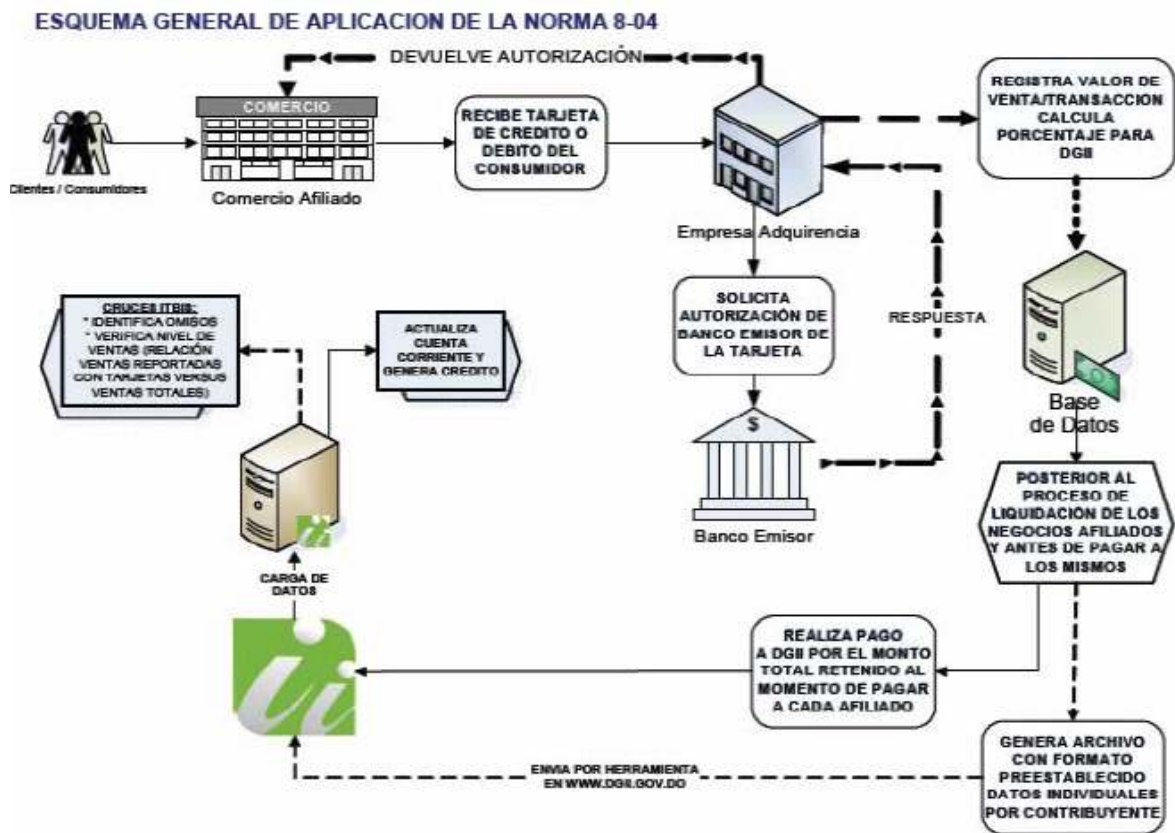 ESQUEMA GENERAL DE APLICACION DE LA NORMA 8-04
DEVUELVE AUTORIZACIÓN
COMERCIO
Clientes / Consumidores
Comercio Afiliado
RECIBE TARJETA
DE CREDITO O
DEBITO DEL
CONSUMIDOR
Empresa Adquirencia
REGISTRA VALOR DE
VENTA/TRANSACCION
CALCULA
PORCENTAJE PARA
DGII
SOLICITA
AUTORIZACIÓN DE
BANCO EMISOR DE
LA TARJETA
RESPUESTA
$
Banco Emisor
Base
de Datos
POSTERIOR AL
PROCESO DE
LIQUIDACIÓN DE LOS
NEGOCIOS AFILIADOS
Y ANTES DE PAGAR A
LOS MISMOS
CRUCES ITBIS:
* IDENTIFICA OMISOS
* VERIFICA NIVEL DE
VENTAS (RELACIÓN
VENTAS REPORTADAS
CON TARJETAS VERSUS
VENTAS TOTALES)
ACTUALIZA
CUENTA
CORRIENTE Y
GENERA CREDITO
CARGA DE
DATOS
REALIZA PAGO
A DGII POR EL MONTO
TOTAL RETENIDO AL
MOMENTO DE PAGAR
A CADA AFILIADO
GENERA ARCHIVO
CON FORMATO
PREESTABLECIDO
DATOS INDIVIDUALES
POR CONTRIBUYENTE
ENVIA POR HERRAMIENTA
EN WWW.DGII.GOV.DO